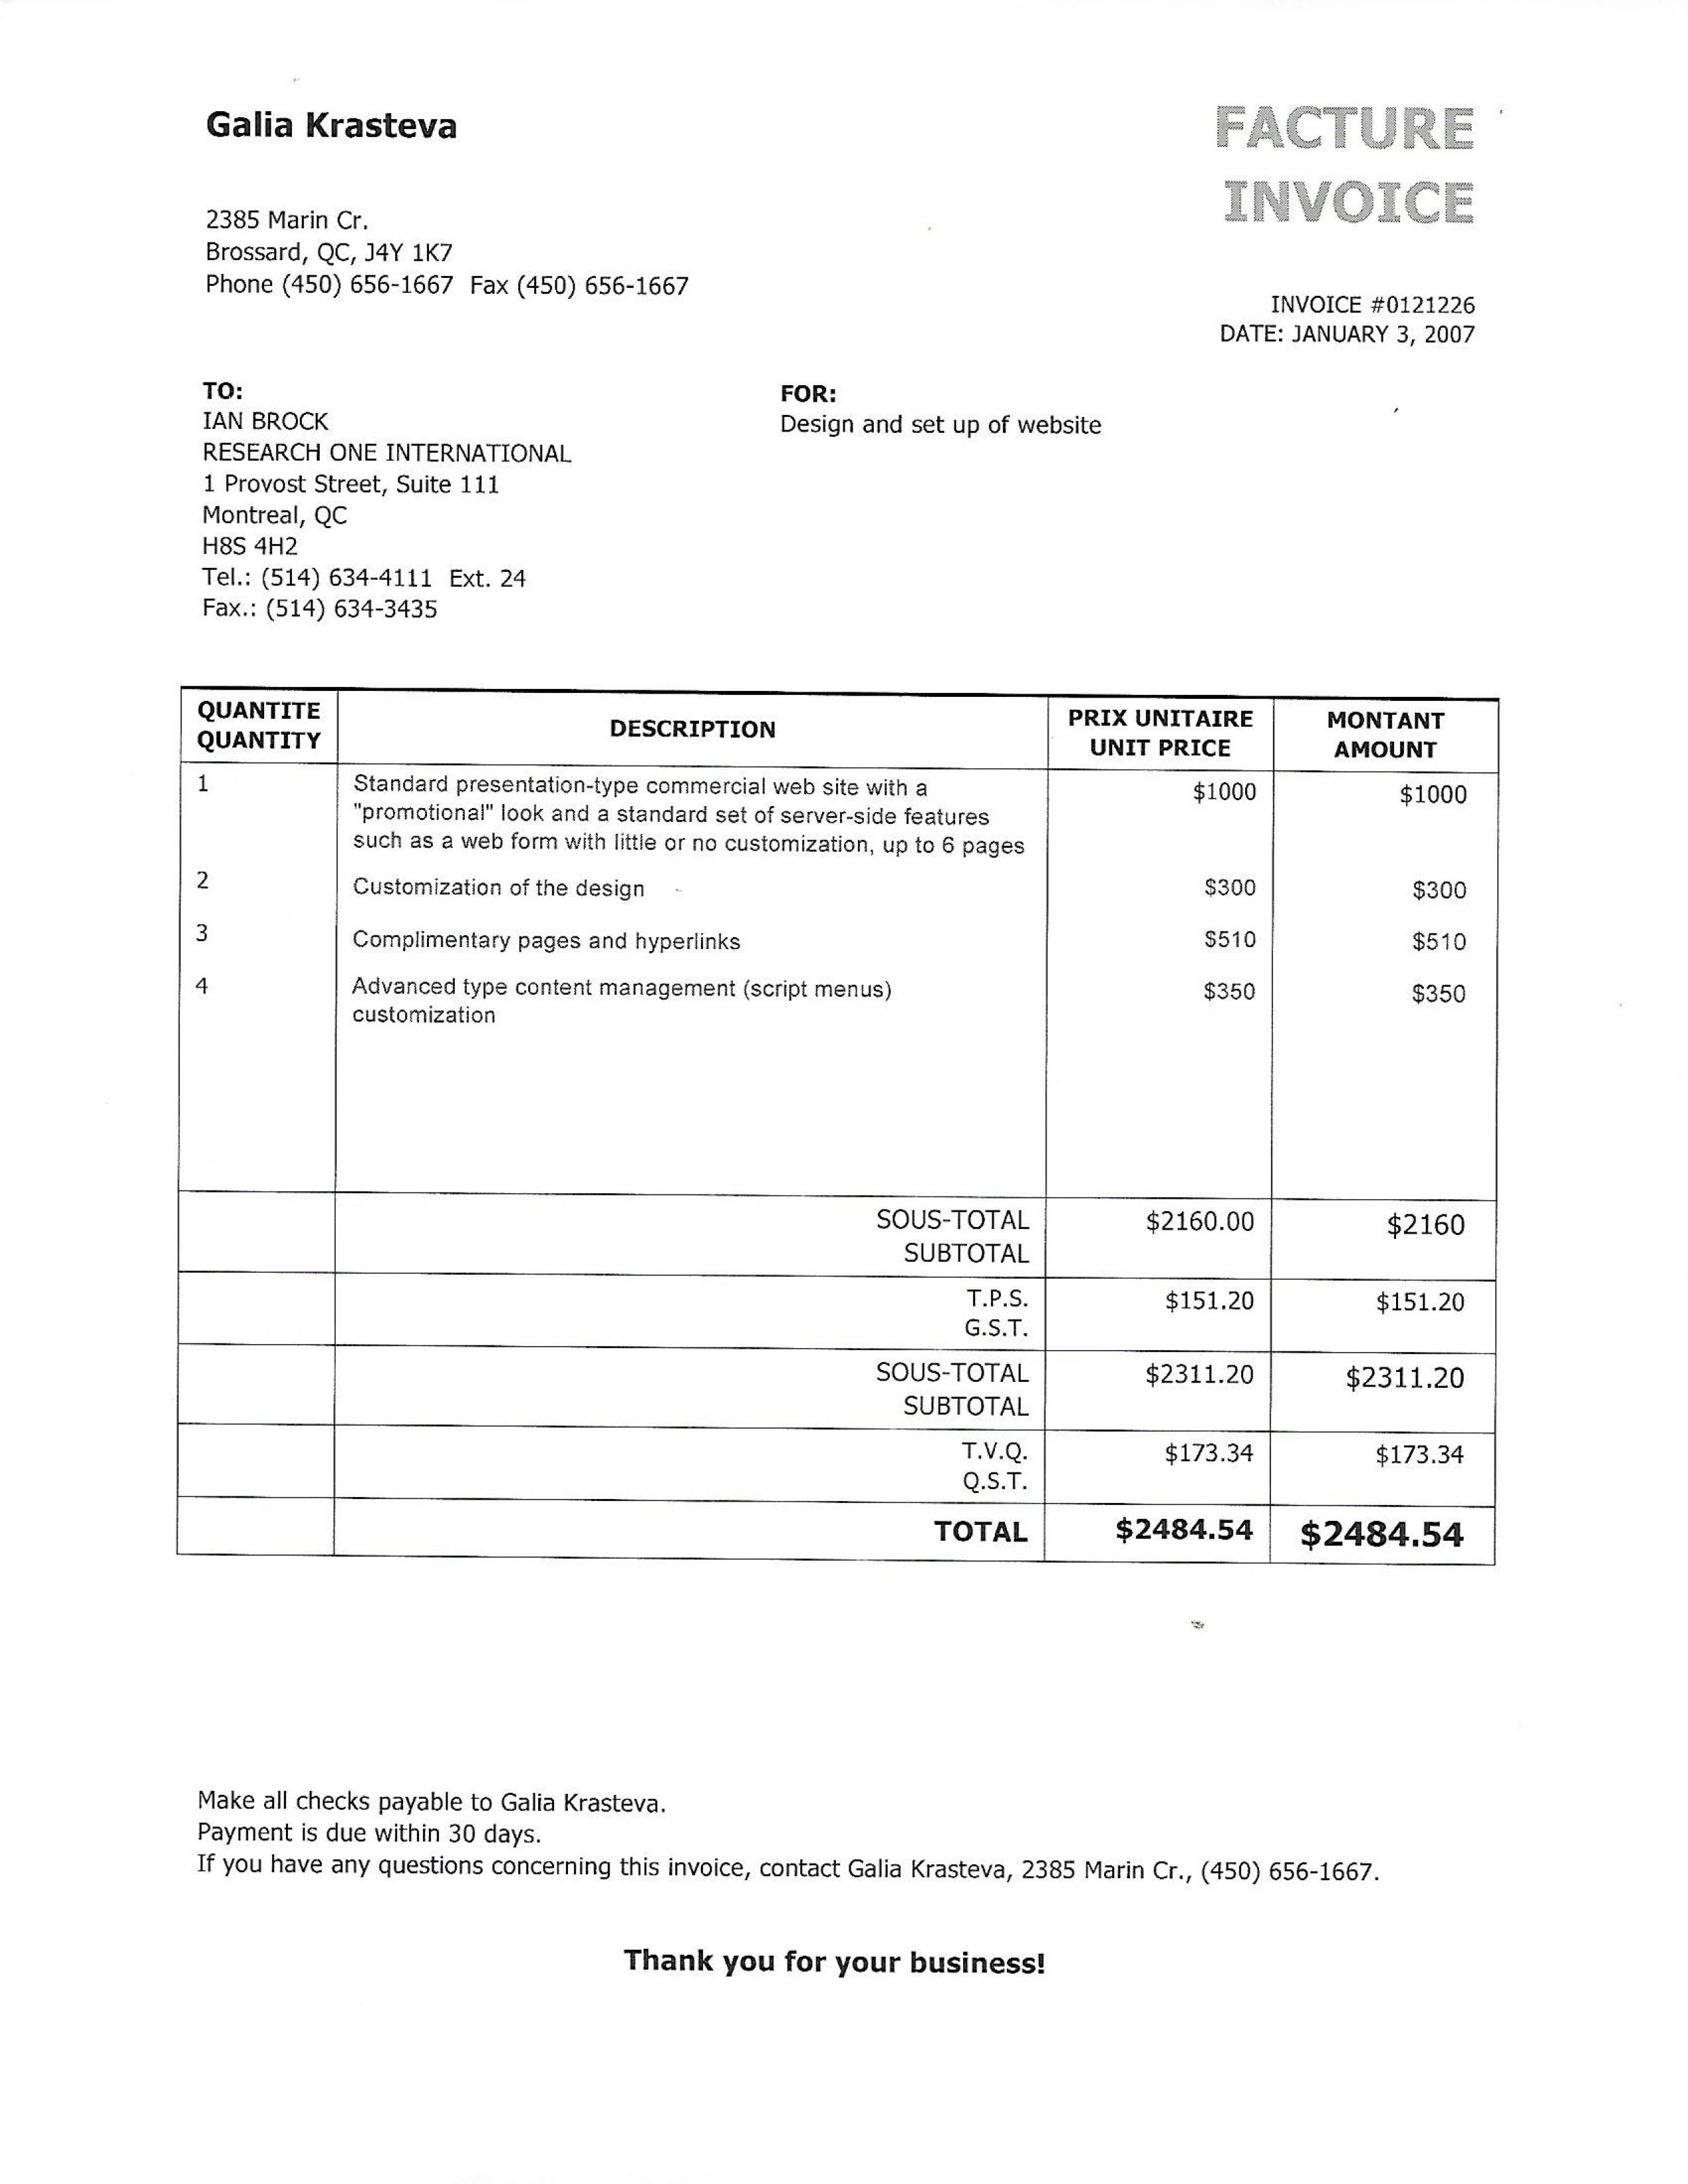 Galia Krasteva
FACTURE
INVOICE
2385 Marin Cr.
Brossard, QC, J4Y 1K7
Phone (450) 656-1667 Fax (450) 656-1667
INVOICE #0121226
DATE: JANUARY 3, 2007
TO:
IAN BROCK
RESEARCH ONE INTERNATIONAL
1 Provost Street, Suite 111
Montreal, QC
H8S 4H2
Tel.: (514) 634-4111 Ext. 24
Fax.: (514) 634-3435
FOR:
Design and set up of website
QUANTITE
QUANTITY
DESCRIPTION
PRIX UNITAIRE
UNIT PRICE
MONTANT
AMOUNT
1 Standard presentation-type commercial web site with a $1000 $1000
"promotional" look and a standard set of server-side features
such as a web form with little or no customization, up to 6 pages
2 Customization of the design $300 $300
3 Complimentary pages and hyperlinks $510 $510
4 Advanced type content management (script menus) $350 $350
customization
SOUS-TOTAL $2160.00 $2160
SUBTOTAL
T.P.S. $151.20 $151.20
G.S.T.
SOUS-TOTAL $2311.20 $2311.20
SUBTOTAL
T.V.Q. $173.34 $173.34
Q.S.T.
TOTAL $2484.54 $2484.54
Make all checks payable to Galia Krasteva.
Payment is due within 30 days.
If you have any questions concerning this invoice, contact Galia Krasteva, 2385 Marin Cr., (450) 656-1667.
Thank you for your business!